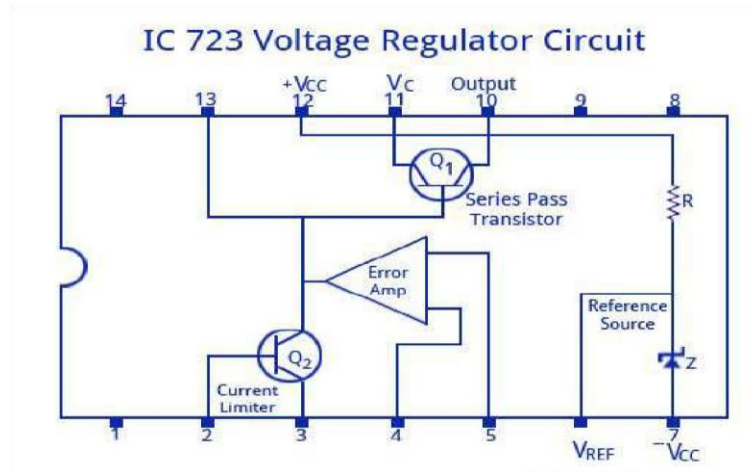 IC 723 Voltage Regulator Circuit
+VCC VC Output
14 13 12 11 10 9 8
Q1
Series Pass
Transistor
R
Error
Amp
Reference
Source
Q2
Z
Current
Limiter
1 2 3 4 5 7
VREF -VCC